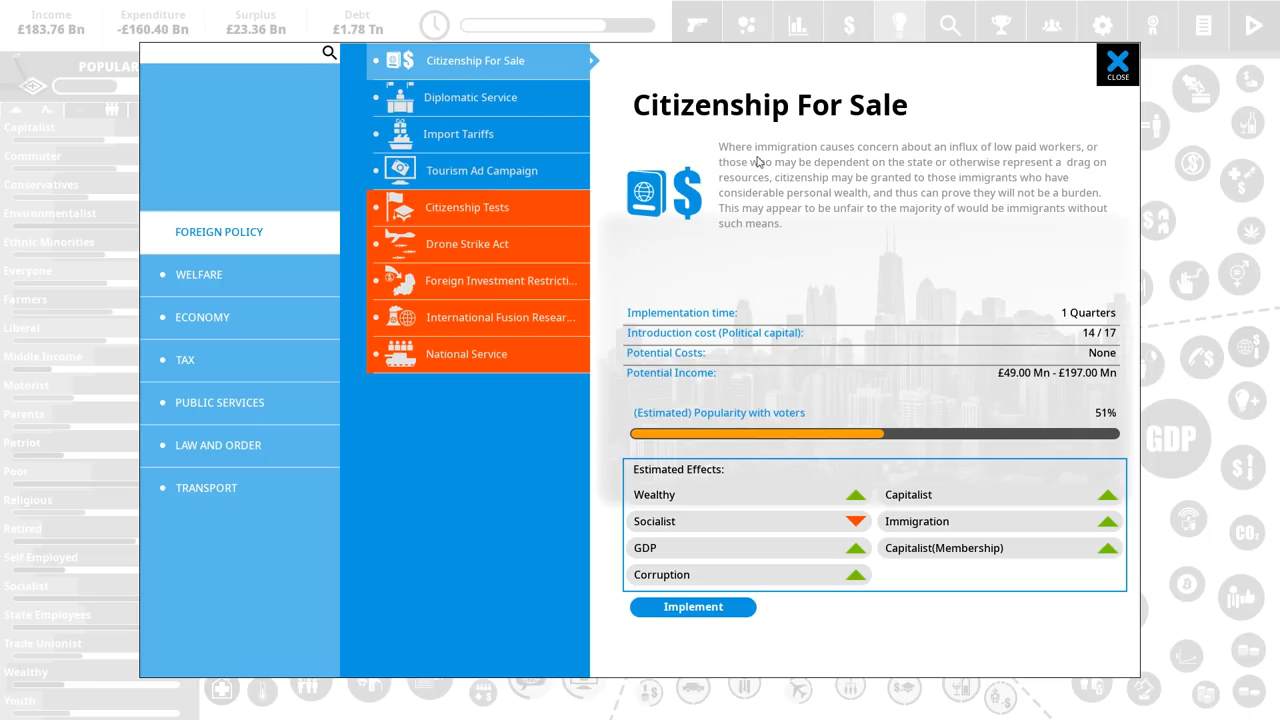 Income
£183.76 Bn
Expenditure
-£160.40 Bn
Surplus
£23.36 Bn
Debt
£1.78 Tn
POPULAR
Capitalist
Commuter
Conservatives
Environmentalist
Ethnic Minorities
Everyone
Farmers
Liberal
Middle Income
Motorist
Parents
Patriot
Poor
Religious
Retired
Self Employed
Socialist
State Employees
Trade Unionist
Wealthy
Youth
FOREIGN POLICY
WELFARE
ECONOMY
TAX
PUBLIC SERVICES
LAW AND ORDER
TRANSPORT
Citizenship For Sale
Diplomatic Service
Import Tariffs
Tourism Ad Campaign
Citizenship Tests
Drone Strike Act
Foreign Investment Restricti...
International Fusion Resear...
National Service
CLOSE
Citizenship For Sale
Where immigration causes concern about an influx of low paid workers, or
those who may be dependent on the state or otherwise represent a drag on
resources, citizenship may be granted to those immigrants who have
considerable personal wealth, and thus can prove they will not be a burden.
This may appear to be unfair to the majority of would be immigrants without
such means.
Implementation time: 1 Quarters
Introduction cost (Political capital): 14 / 17
Potential Costs: None
Potential Income: £49.00 Mn - £197.00 Mn
(Estimated) Popularity with voters 51%
Estimated Effects:
Wealthy
Capitalist
Socialist
Immigration
GDP
Capitalist(Membership)
Corruption
Implement
GDP
CO₂